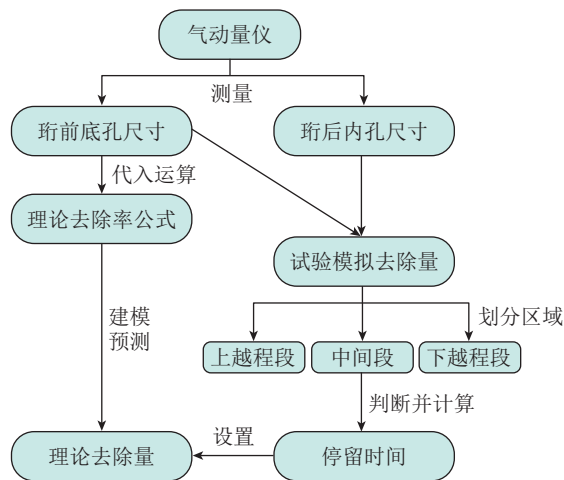 气动量仪
测量
珩前底孔尺寸
珩后内孔尺寸
代入运算
理论去除率公式
试验模拟去除量
建模
预测
划分区域
上越程段
中间段
下越程段
判断并计算
理论去除量
设置
停留时间